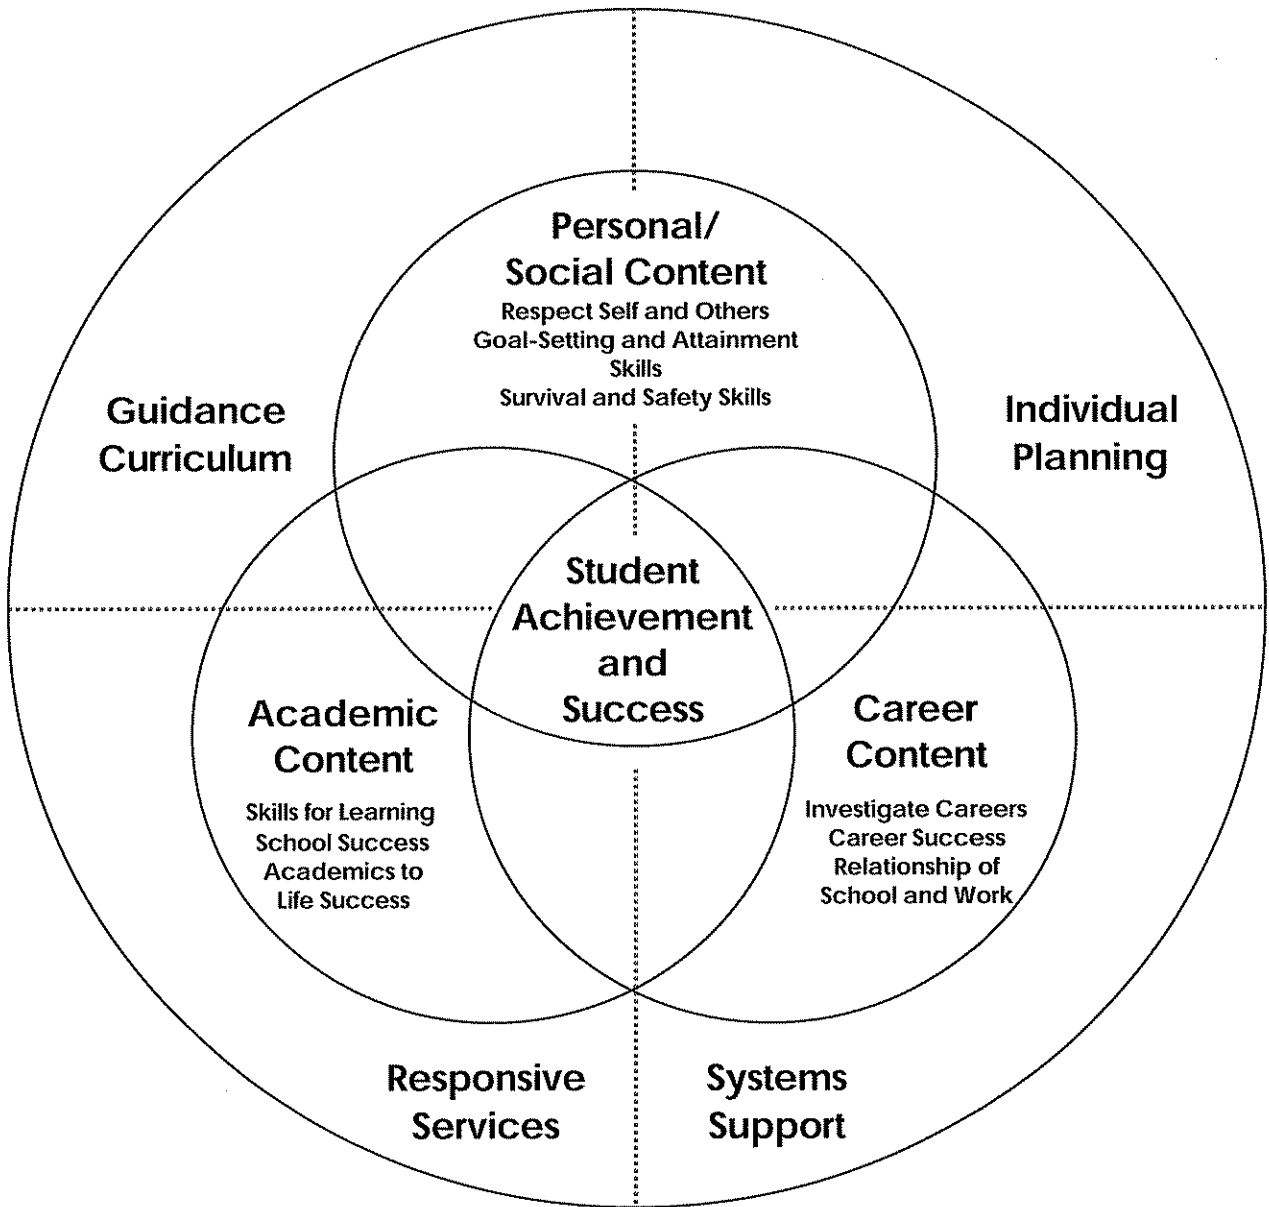 Personal/
Social Content
Respect Self and Others
Goal-Setting and Attainment
Skills
Survival and Safety Skills
Guidance
Curriculum
Individual
Planning
Student
Achievement
and
Success
Academic
Content
Skills for Learning
School Success
Academics to
Life Success
Career
Content
Investigate Careers
Career Success
Relationship of
School and Work
Responsive
Services
Systems
Support